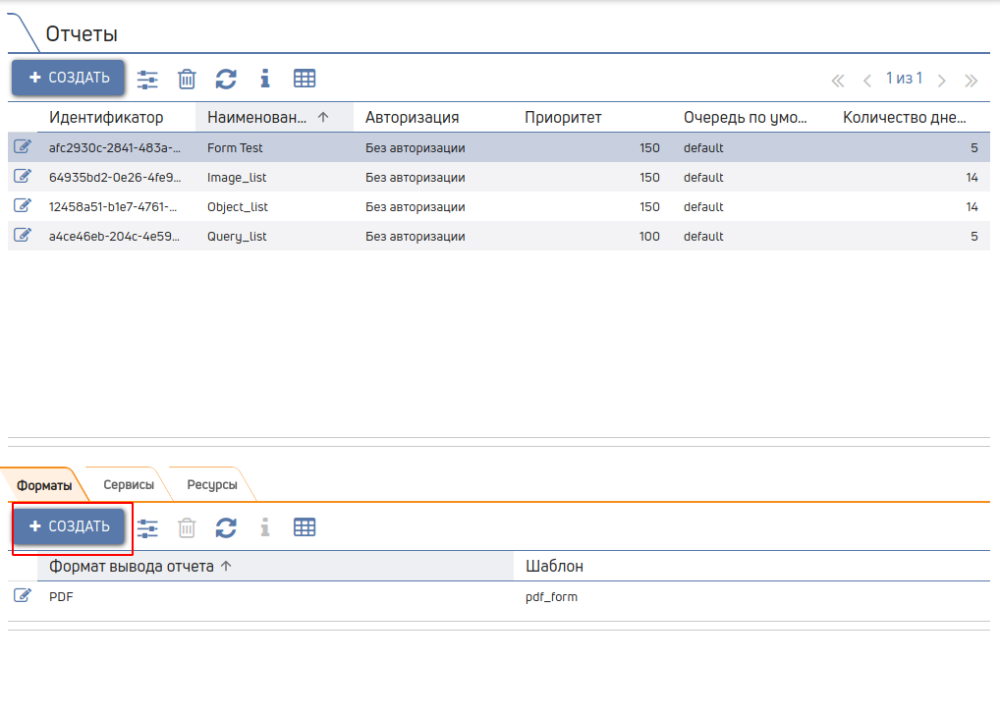 Отчеты
+ СОЗДАТЬ
1 из 1
Идентификатор Наименован... ↑ Авторизация Приоритет Очередь по умо... Количество дне...
afc2930c-2841-483a-... Form Test Без авторизации 150 default 5
64935bd2-0e26-4fe9... Image_list Без авторизации 150 default 14
12458a51-b1e7-4761-... Object_list Без авторизации 150 default 14
a4ce46eb-204c-4e59... Query_list Без авторизации 100 default 5
Форматы Сервисы Ресурсы
+ СОЗДАТЬ
Формат вывода отчета ↑ Шаблон
PDF pdf_form